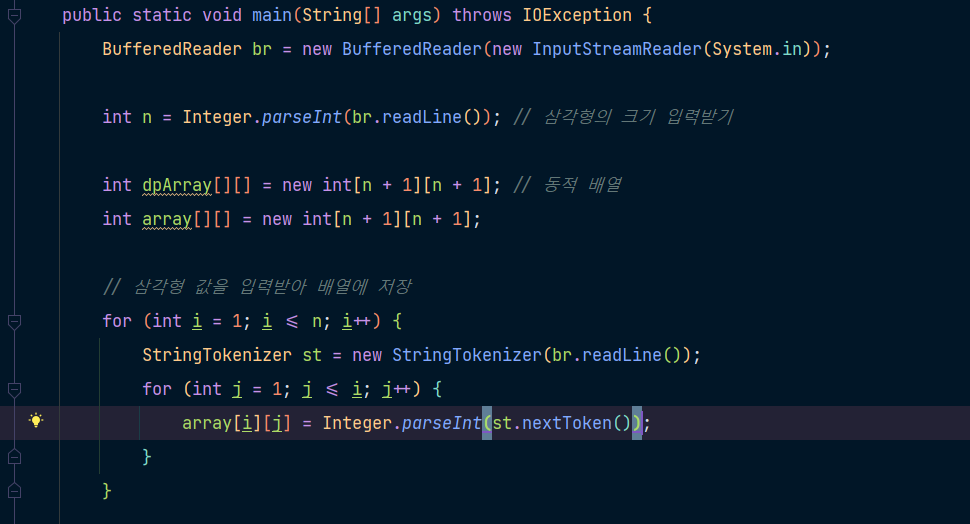 public static void main(String[] args) throws IOException {
BufferedReader br = new BufferedReader(new InputStreamReader(System.in));
int n = Integer.parseInt(br.readLine()); // 삼각형의 크기 입력받기
int dpArray[][] = new int[n + 1][n + 1]; // 동적 배열
int array[][] = new int[n + 1][n + 1];
// 삼각형 값을 입력받아 배열에 저장
for (int i = 1; i <= n; i++) {
StringTokenizer st = new StringTokenizer(br.readLine());
for (int j = 1; j <= i; j++) {
array[i][j] = Integer.parseInt(st.nextToken());
}
}